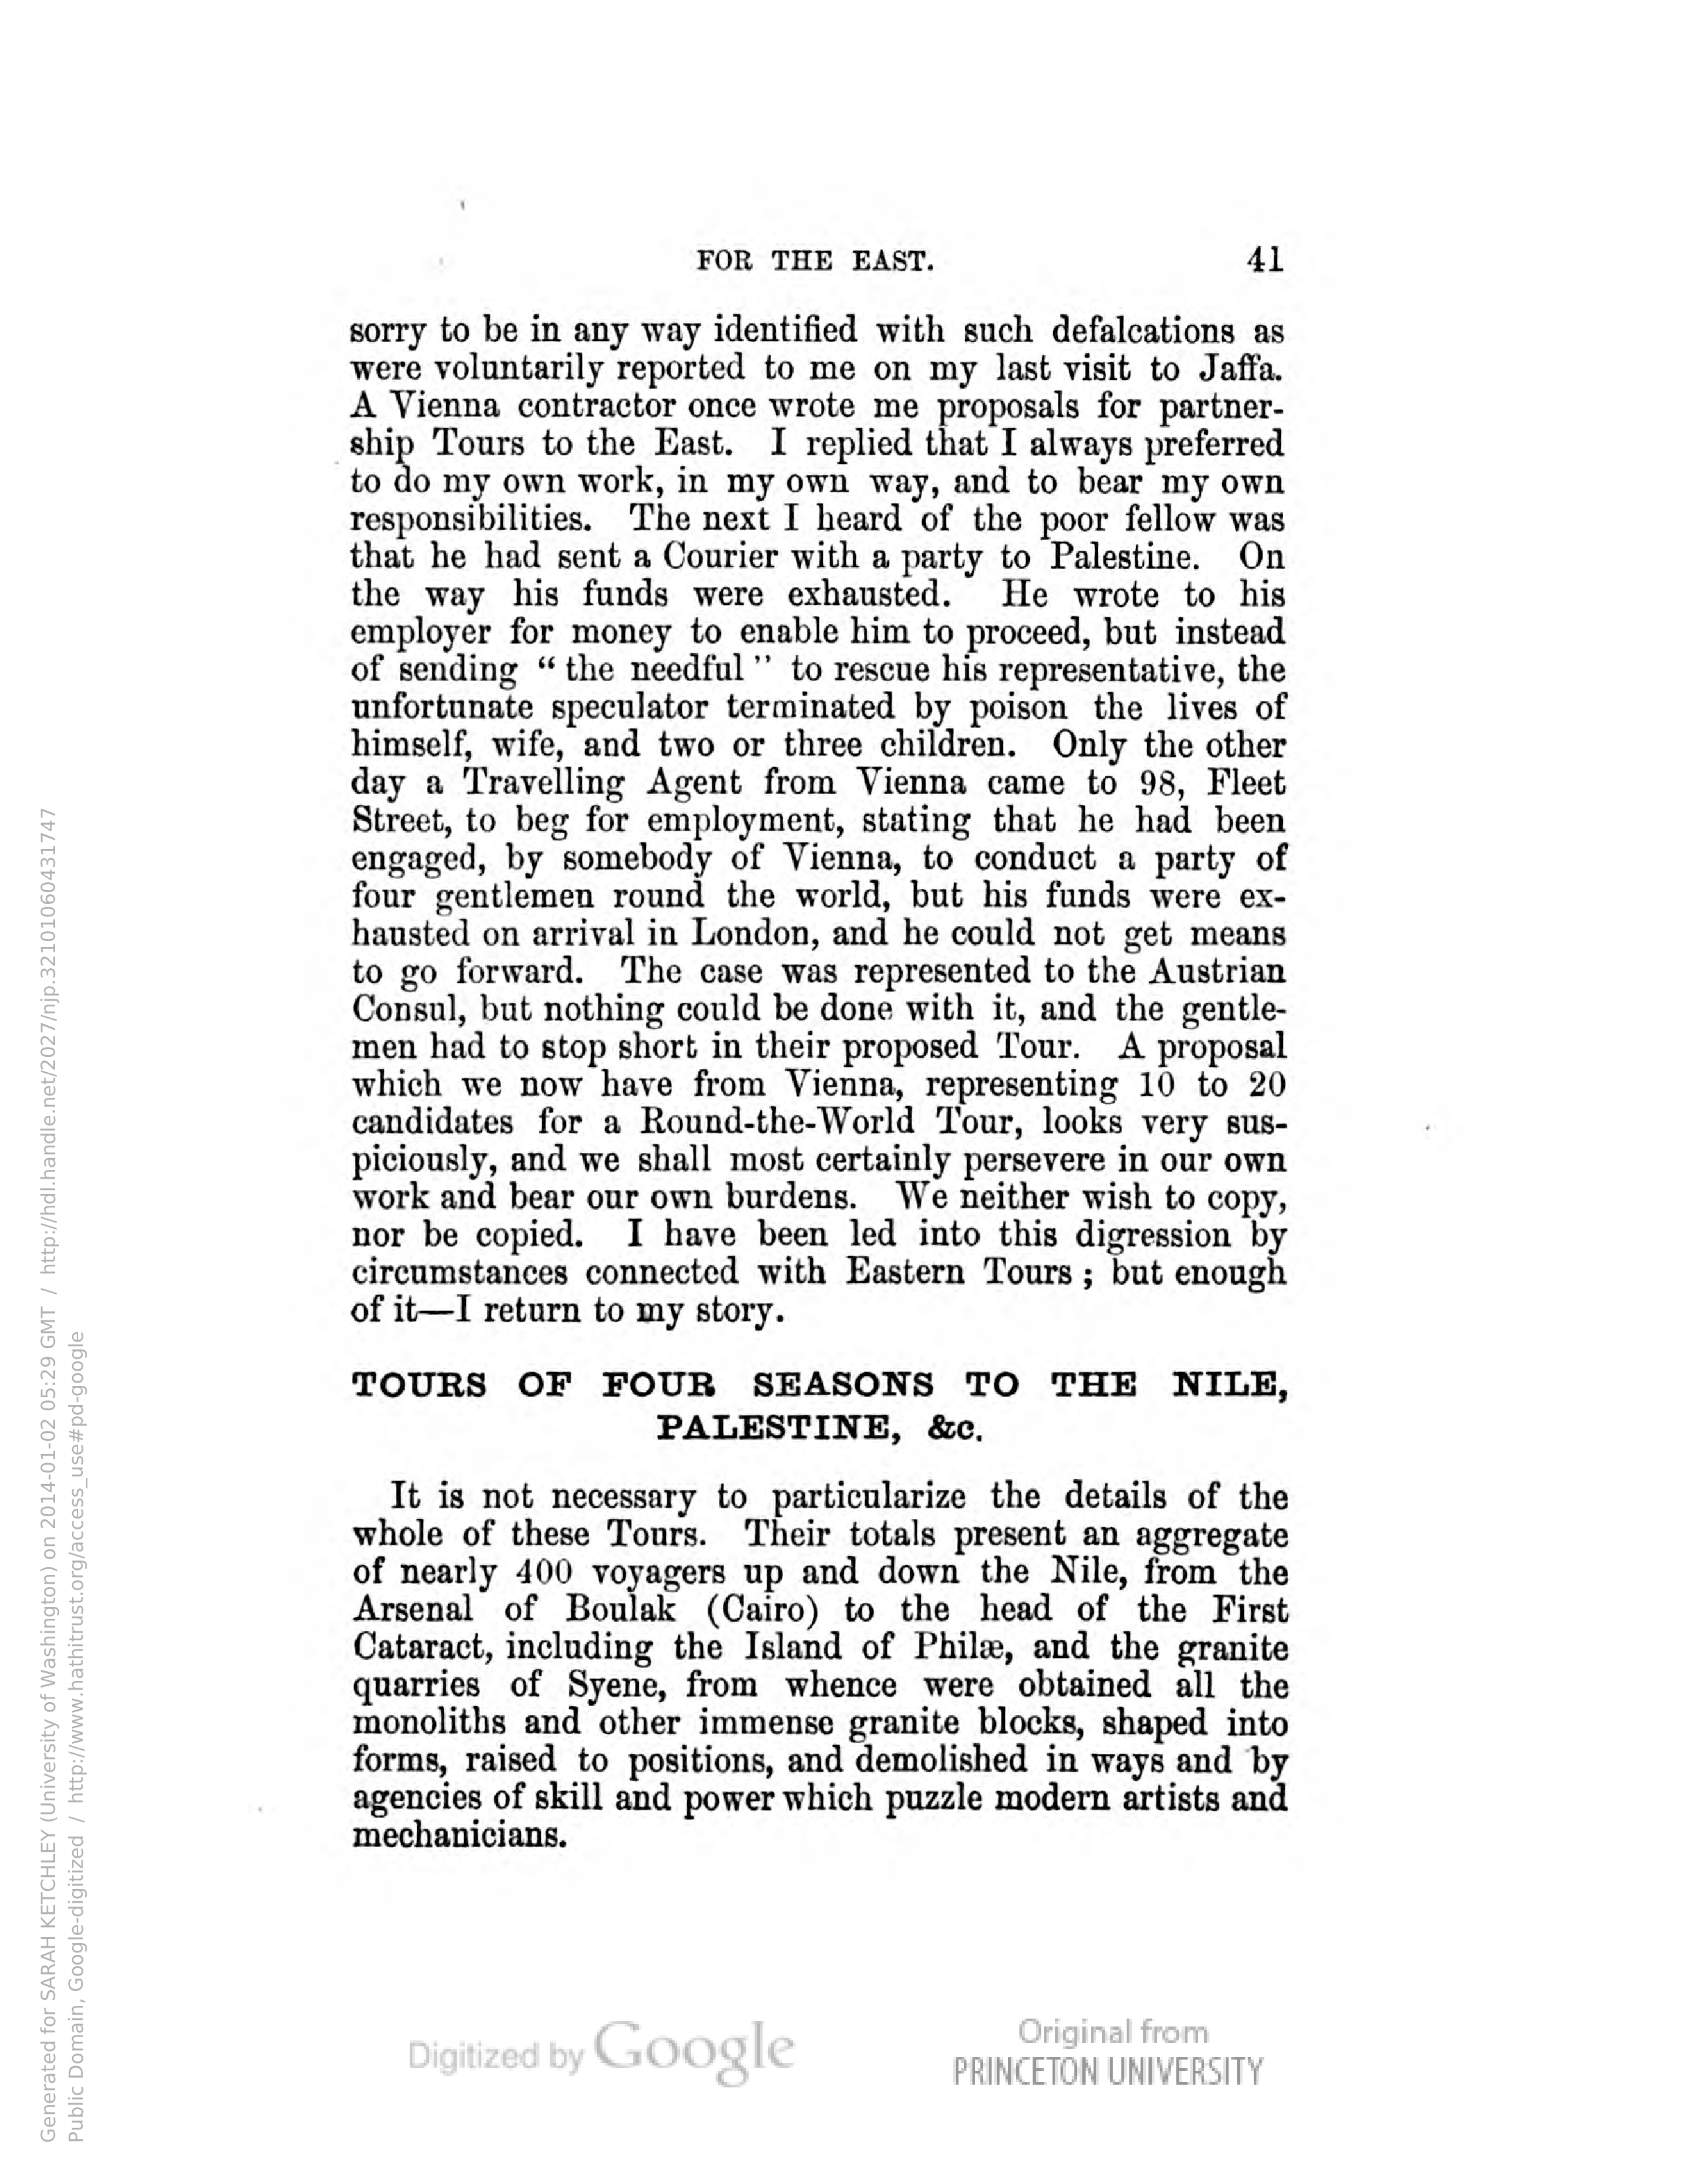 FOR THE EAST. 41
sorry to be in any way identified with such defalcations as
were voluntarily reported to me on my last visit to Jaffa.
A Vienna contractor once wrote me proposals for partner-
ship Tours to the East. I replied that I always preferred
to do my own work, in my own way, and to bear my own
responsibilities. The next I heard of the poor fellow was
that he had sent a Courier with a party to Palestine. On
the way his funds were exhausted. He wrote to his
employer for money to enable him to proceed, but instead
of sending “ the needful ” to rescue his representative, the
unfortunate speculator terminated by poison the lives of
himself, wife, and two or three children. Only the other
day a Travelling Agent from Vienna came to 98, Fleet
Street, to beg for employment, stating that he had been
engaged, by somebody of Vienna, to conduct a party of
four gentlemen round the world, but his funds were ex-
hausted on arrival in London, and he could not get means
to go forward. The case was represented to the Austrian
Consul, but nothing could be done with it, and the gentle-
men had to stop short in their proposed Tour. A proposal
which we now have from Vienna, representing 10 to 20
candidates for a Round-the-World Tour, looks very sus-
piciously, and we shall most certainly persevere in our own
work and bear our own burdens. We neither wish to copy,
nor be copied. I have been led into this digression by
circumstances connected with Eastern Tours ; but enough
of it—I return to my story.
TOURS OF FOUR SEASONS TO THE NILE,
PALESTINE, &c.
It is not necessary to particularize the details of the
whole of these Tours. Their totals present an aggregate
of nearly 400 voyagers up and down the Nile, from the
Arsenal of Boulak (Cairo) to the head of the First
Cataract, including the Island of Philæ, and the granite
quarries of Syene, from whence were obtained all the
monoliths and other immense granite blocks, shaped into
forms, raised to positions, and demolished in ways and by
agencies of skill and power which puzzle modern artists and
mechanicians.
Digitized by Google
Original from
PRINCETON UNIVERSITY
Generated for SARAH KETCHLEY (University of Washington) on 2014-01-02 05:29 GMT / http://hdl.handle.net/2027/njp.32101060431747
Public Domain, Google-digitized / http://www.hathitrust.org/access_use#pd-google